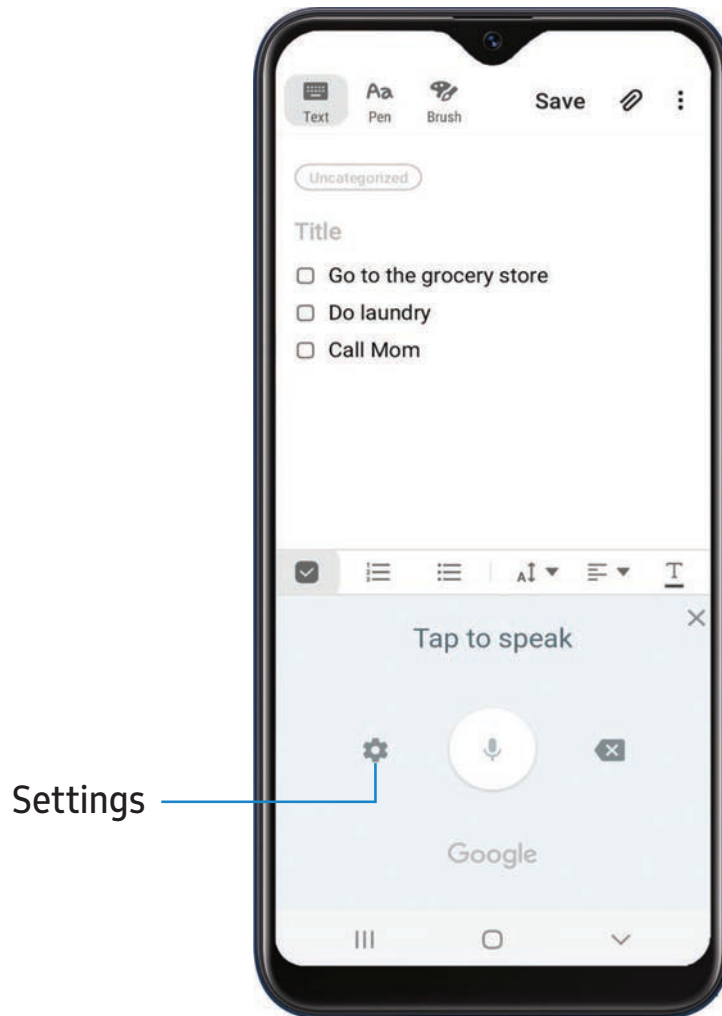 Aa
Text Pen Brush Save
Uncategorized
Title
Go to the grocery store
Do laundry
Call Mom
A T
Tap to speak
Settings
Google